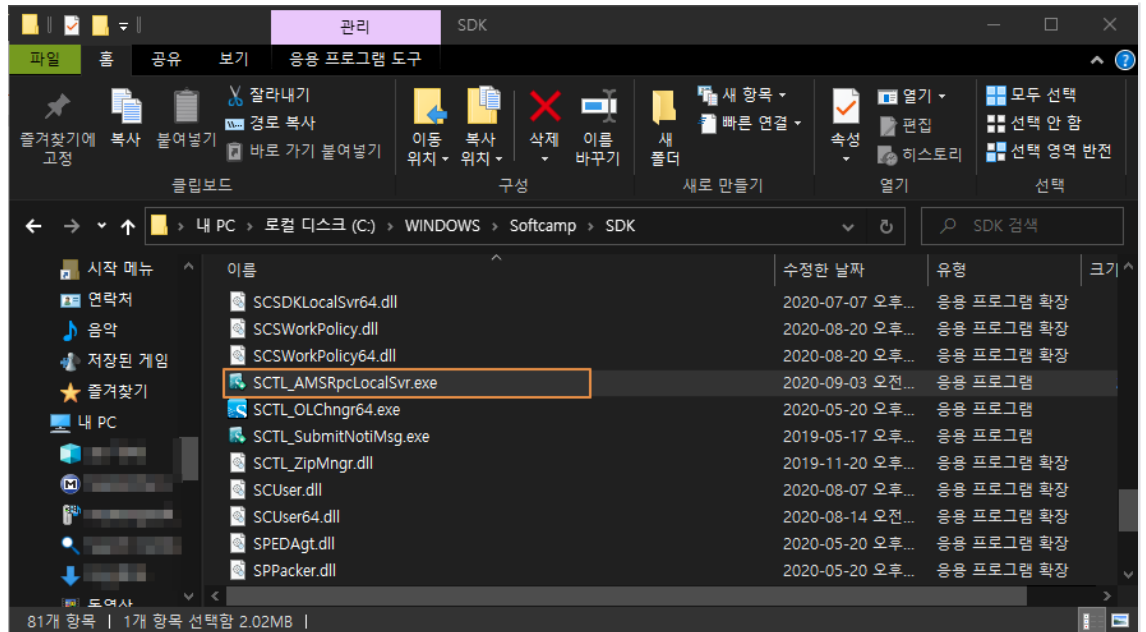 관리 SDK
파일 홈 공유 보기 응용 프로그램 도구
즐겨찾기에 고정
복사
붙여넣기
잘라내기
경로 복사
바로 가기 붙여넣기
클립보드
이동 위치
복사 위치
삭제
이름 바꾸기
구성
새 폴더
새 항목
빠른 연결
새로 만들기
속성
열기
편집
히스토리
열기
모두 선택
선택 안 함
선택 영역 반전
선택
내 PC > 로컬 디스크 (C:) > WINDOWS > Softcamp > SDK
SDK 검색
시작 메뉴
연락처
음악
저장된 게임
즐겨찾기
내 PC
동영상
이름 수정한 날짜 유형 크기
SCSDKLocalSvr64.dll 2020-07-07 오후... 응용 프로그램 확장
SCSWorkPolicy.dll 2020-08-20 오후... 응용 프로그램 확장
SCSWorkPolicy64.dll 2020-08-20 오후... 응용 프로그램 확장
SCTL_AMSRpcLocalSvr.exe 2020-09-03 오전... 응용 프로그램
SCTL_OLChngr64.exe 2020-05-20 오후... 응용 프로그램
SCTL_SubmitNotiMsg.exe 2019-05-17 오후... 응용 프로그램
SCTL_ZipMngr.dll 2019-11-20 오후... 응용 프로그램 확장
SCUser.dll 2020-08-07 오후... 응용 프로그램 확장
SCUser64.dll 2020-08-14 오전... 응용 프로그램 확장
SPEDAgt.dll 2020-05-20 오후... 응용 프로그램 확장
SPPacker.dll 2020-05-20 오후... 응용 프로그램 확장
81개 항목 | 1개 항목 선택함 2.02MB |